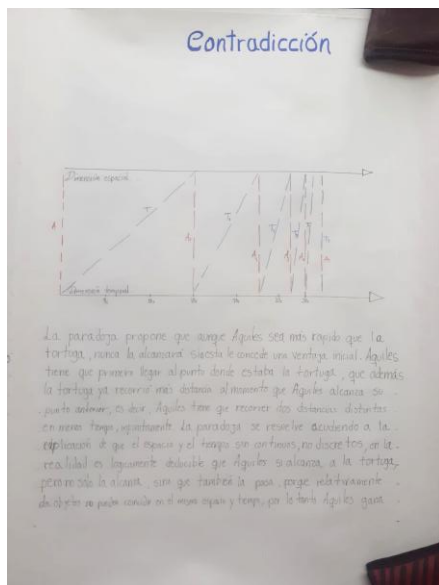 Contradicción
Dimensión espacial
Dimensión temporal
La paradoja propone que aunque Aquiles sea más rápido que la
tortuga, nunca la alcanzará si esta le concede una ventaja inicial. Aquiles
tiene que primero llegar al punto donde estaba la tortuga, que además
la tortuga ya recorrió más distancia al momento que Aquiles alcanza su
punto anterior, es decir, Aquiles tiene que recorrer dos distancias distintas
en menos tiempo, infinitamente. La paradoja se resuelve acudiendo a la
explicación de que el espacio y el tiempo son continuos, no discretos, en la
realidad es lógicamente deducible que Aquiles si alcanza, a la tortuga,
pero no solo la alcanza, sino que también la pasa, porque relativamente
dos objetos no pueden coincidir en el mismo espacio y tiempo, por lo tanto Aquiles gana